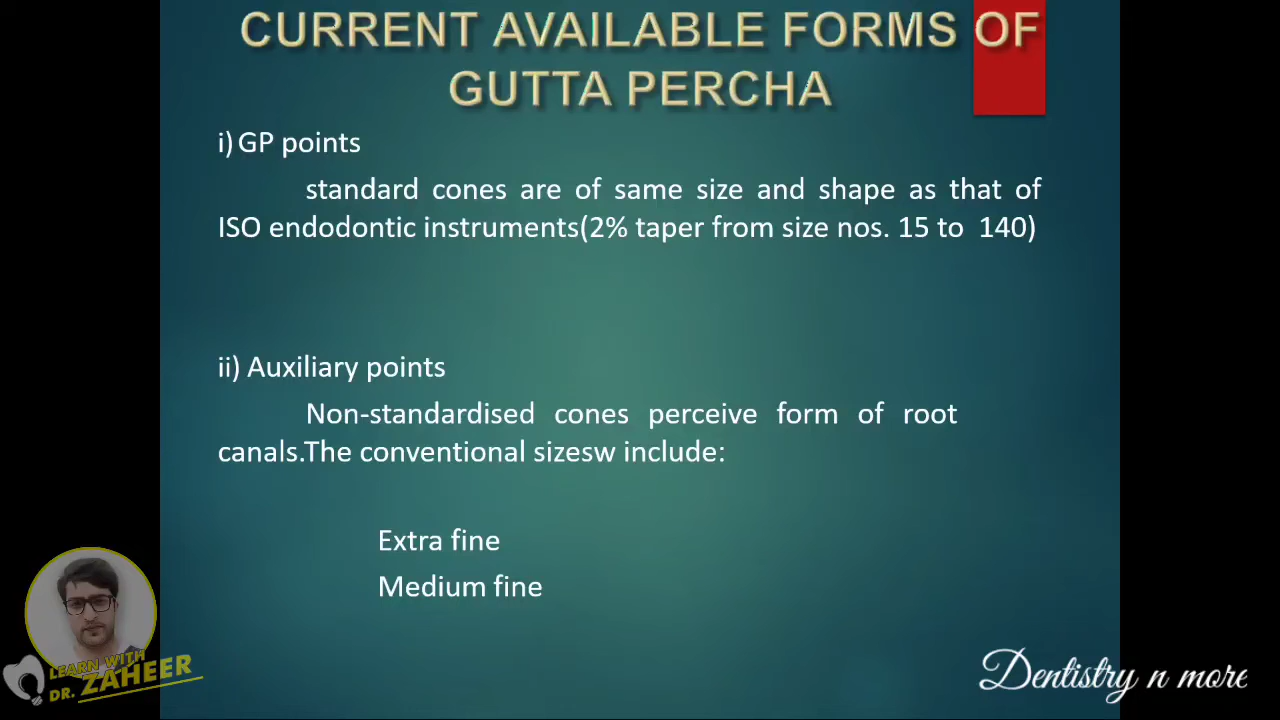 CURRENT AVAILABLE FORMS OF
GUTTA PERCHA
i) GP points
standard cones are of same size and shape as that of
ISO endodontic instruments(2% taper from size nos. 15 to 140)
ii) Auxiliary points
Non-standardised cones perceive form of root
canals.The conventional sizesw include:
Extra fine
Medium fine
LEARN WITH
DR. ZAHEER
Dentistry n more